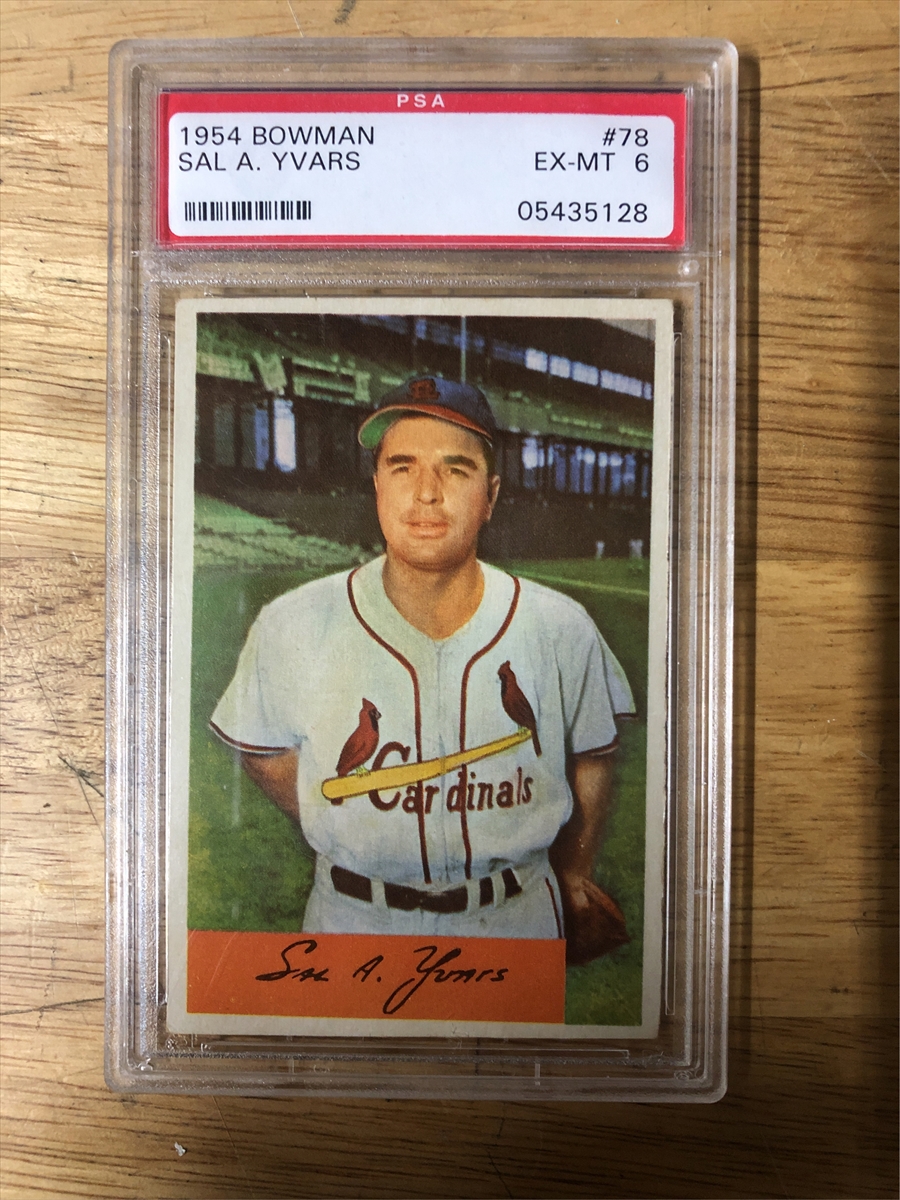 PSA
1954 BOWMAN #78
SAL A. YVARS EX-MT 6
05435128
Cardinals
Sal A. Yvars